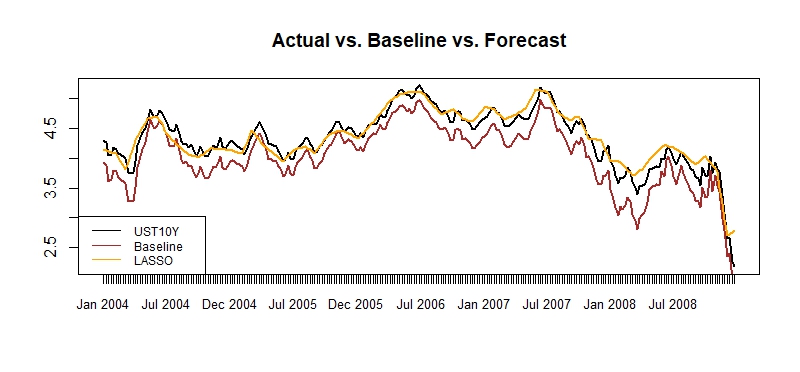 Actual vs. Baseline vs. Forecast
4.5
3.5
2.5
UST10Y
Baseline
LASSO
Jan 2004 Jul 2004 Dec 2004 Jul 2005 Dec 2005 Jul 2006 Jan 2007 Jul 2007 Jan 2008 Jul 2008